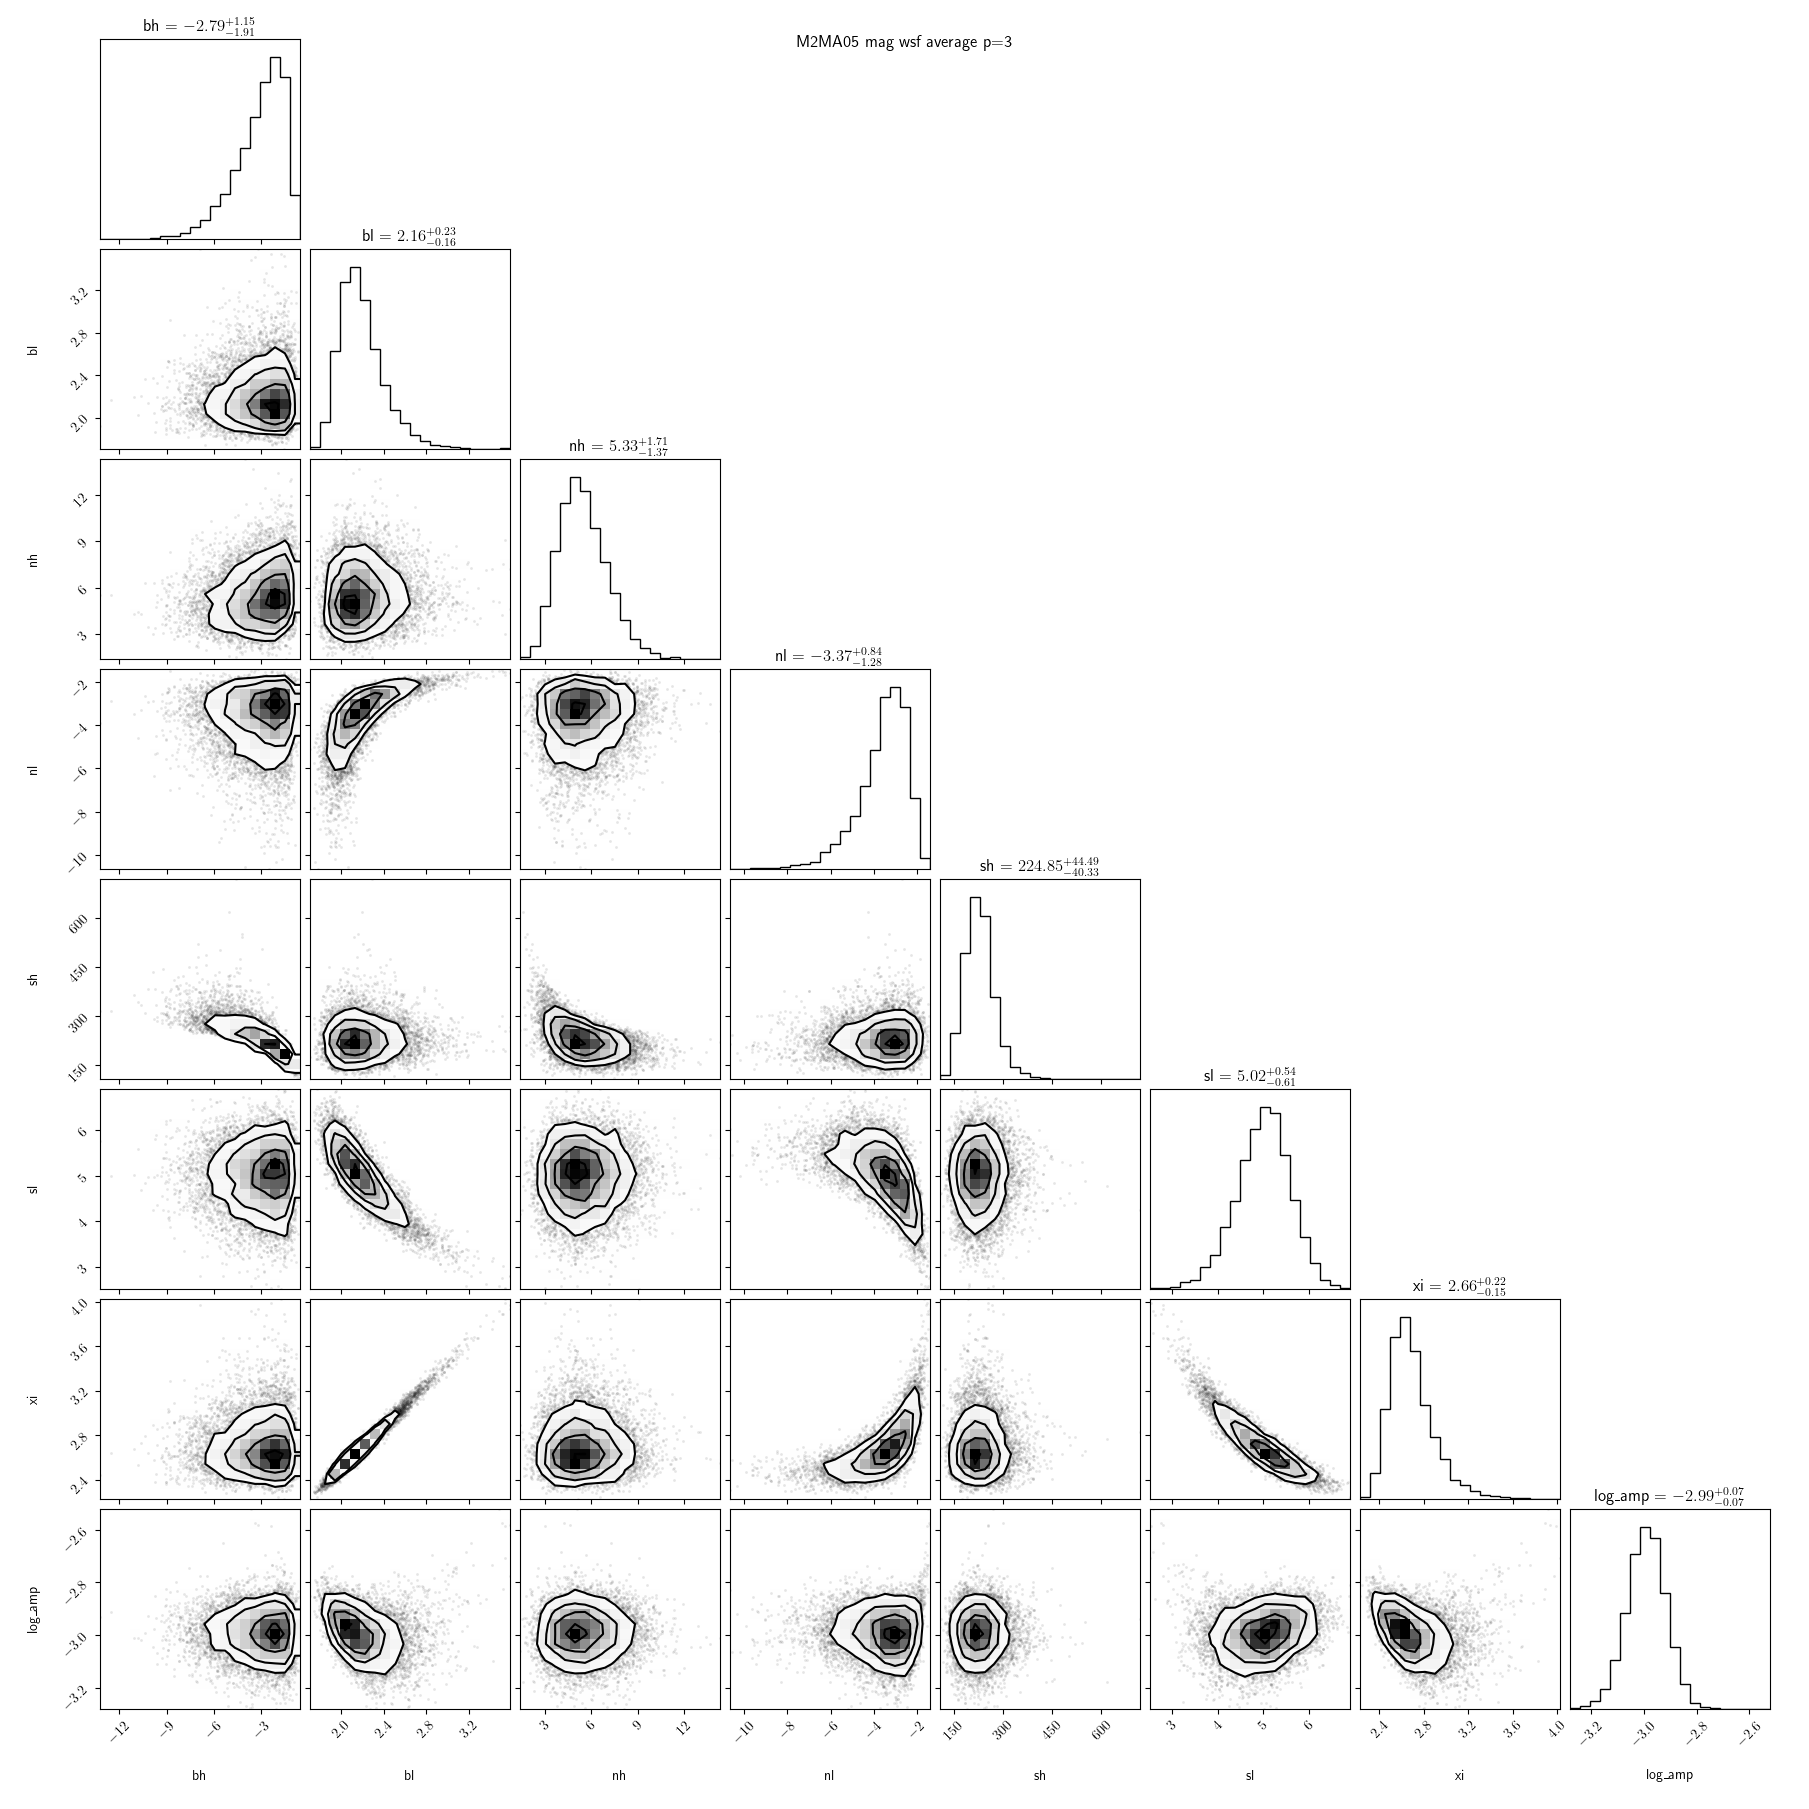 M2MA05 mag wsf average p=3
bh = −2.79+1.15−1.91
bl = 2.16+0.23−0.16
bl
3.2
2.8
2.4
2.0
nh = 5.33+1.71−1.37
nh
12
9
6
3
nl = −3.37+0.84−1.28
nl
−2
−4
−6
−8
−10
sh = 224.85+44.49−40.33
sh
600
450
300
150
sl = 5.02+0.54−0.61
sl
6
5
4
3
xi = 2.66+0.22−0.15
xi
4.0
3.6
3.2
2.8
2.4
log_amp = −2.99+0.07−0.07
log_amp
−2.6
−2.8
−3.0
−3.2
−12 −9 −6 −3 2.0 2.4 2.8 3.2 3 6 9 12 −10 −8 −6 −4 −2 150 300 450 600 3 4 5 6 2.4 2.8 3.2 3.6 4.0 −3.2 −3.0 −2.8 −2.6
bh bl nh nl sh sl xi log_amp